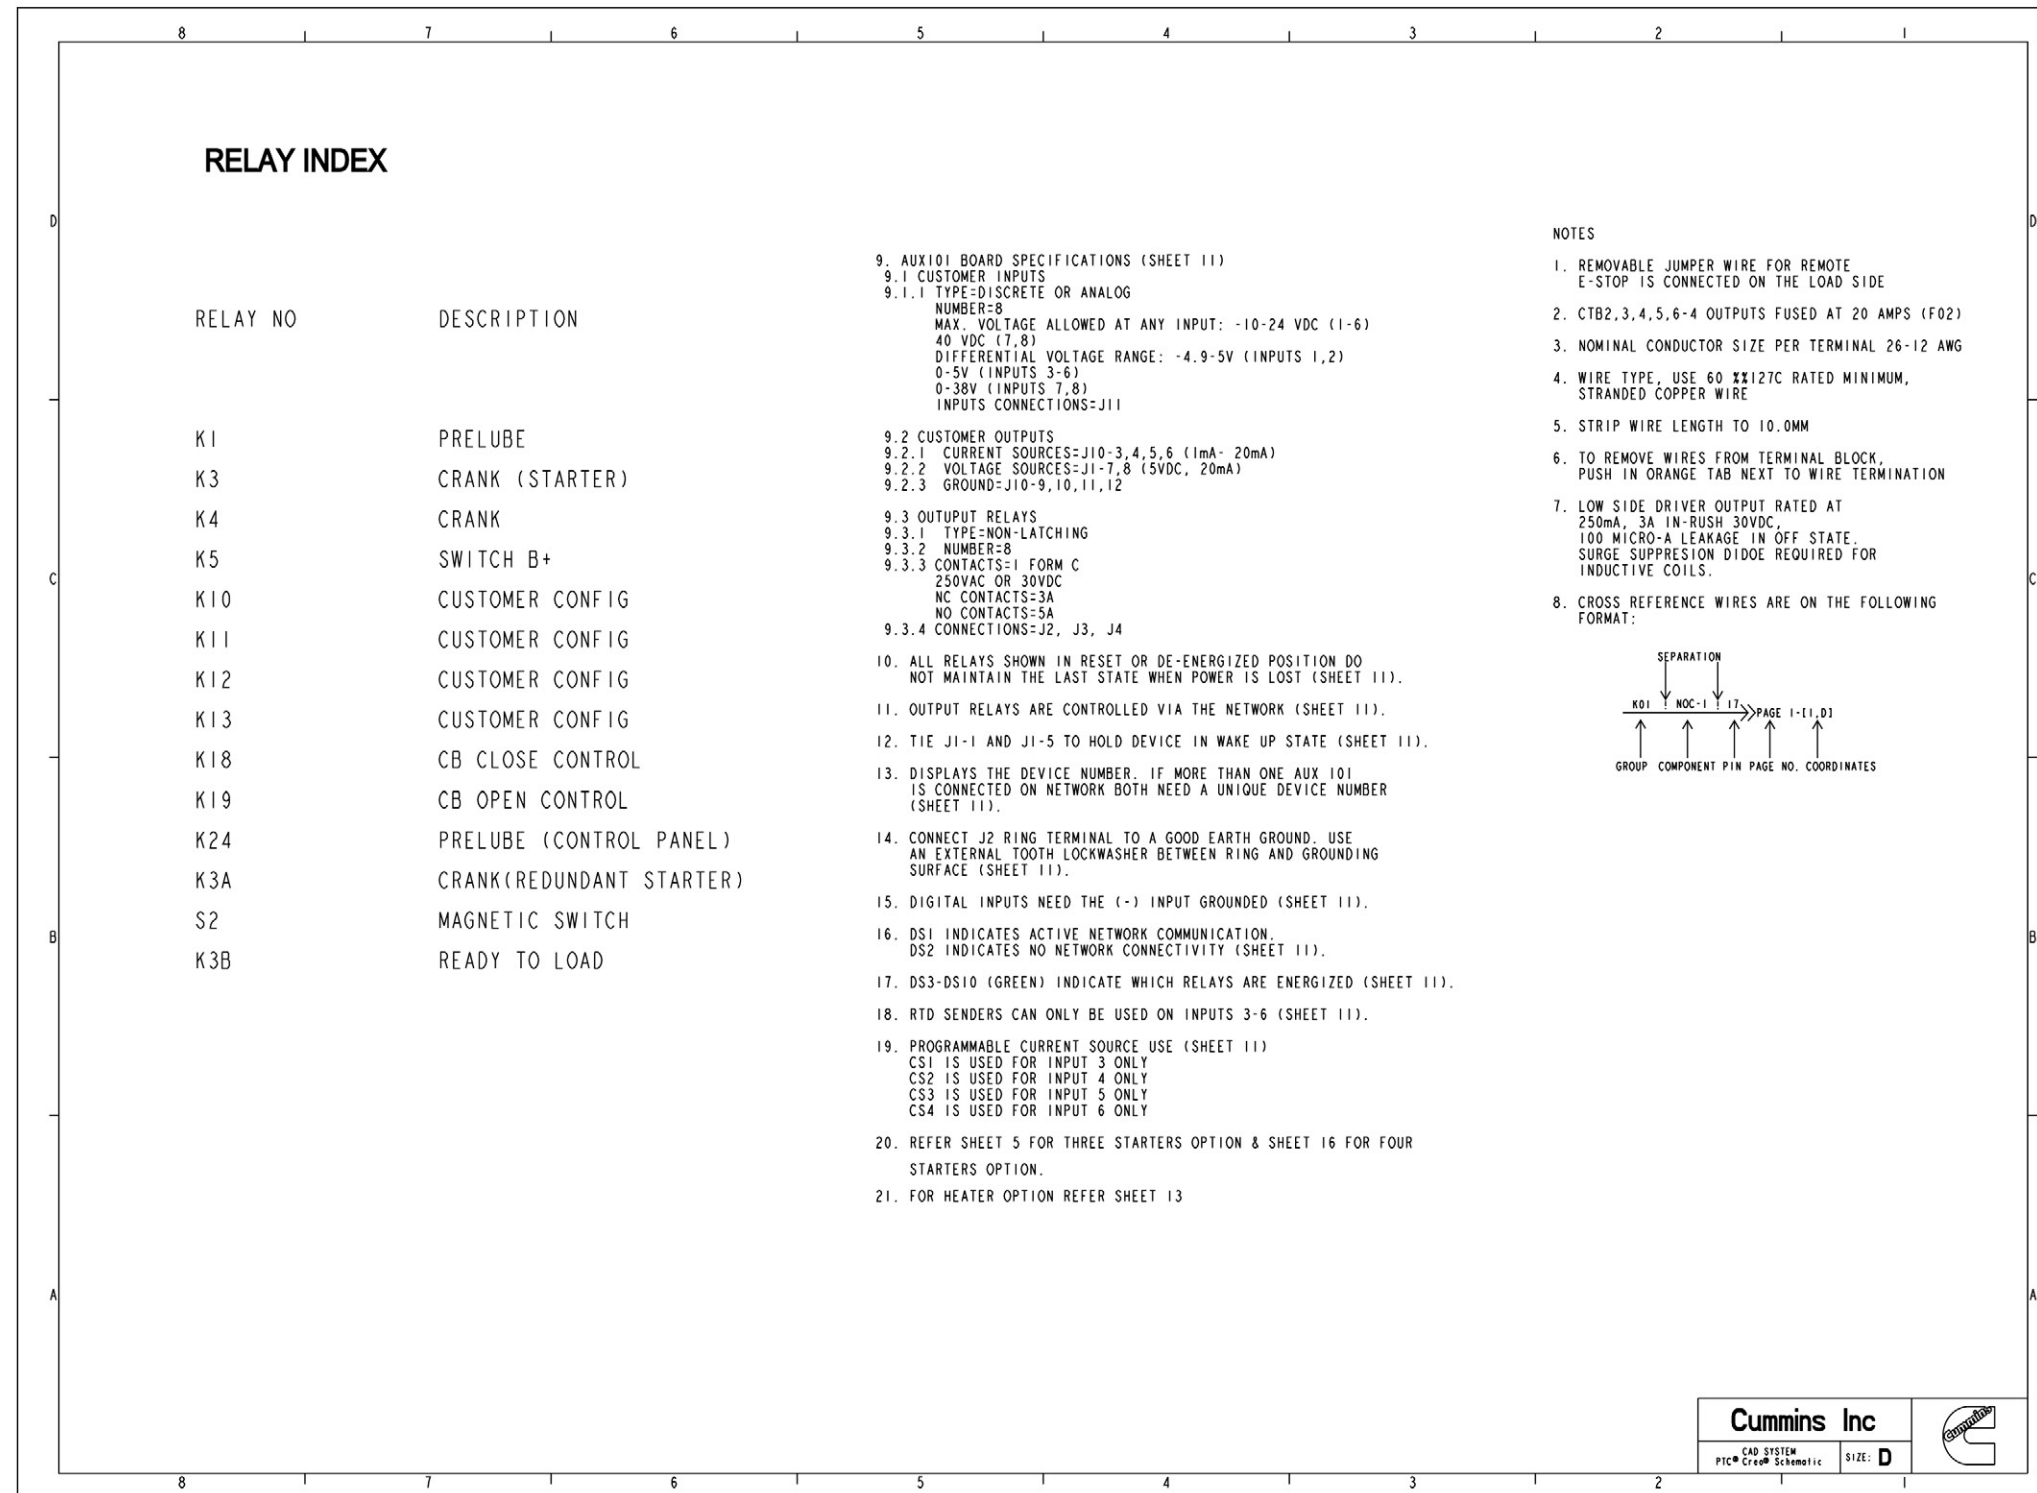 8 7 6 5 4 3 2 1
RELAY INDEX
D D
RELAY NO DESCRIPTION
K1 PRELUBE
K3 CRANK (STARTER)
K4 CRANK
K5 SWITCH B+
C C
K10 CUSTOMER CONFIG
K11 CUSTOMER CONFIG
K12 CUSTOMER CONFIG
K13 CUSTOMER CONFIG
K18 CB CLOSE CONTROL
K19 CB OPEN CONTROL
K24 PRELUBE (CONTROL PANEL)
K3A CRANK(REDUNDANT STARTER)
S2 MAGNETIC SWITCH
B B
K3B READY TO LOAD
9. AUX101 BOARD SPECIFICATIONS (SHEET 11)
9.1 CUSTOMER INPUTS
9.1.1 TYPE=DISCRETE OR ANALOG
NUMBER=8
MAX. VOLTAGE ALLOWED AT ANY INPUT: -10-24 VDC (1-6)
40 VDC (7,8)
DIFFERENTIAL VOLTAGE RANGE: -4.9-5V (INPUTS 1,2)
0-5V (INPUTS 3-6)
0-38V (INPUTS 7,8)
INPUTS CONNECTIONS=J11
9.2 CUSTOMER OUTPUTS
9.2.1 CURRENT SOURCES=J10-3,4,5,6 (1mA- 20mA)
9.2.2 VOLTAGE SOURCES=J1-7,8 (5VDC, 20mA)
9.2.3 GROUND=J10-9,10,11,12
9.3 OUTUPUT RELAYS
9.3.1 TYPE=NON-LATCHING
9.3.2 NUMBER=8
9.3.3 CONTACTS=1 FORM C
250VAC OR 30VDC
NC CONTACTS=3A
NO CONTACTS=5A
9.3.4 CONNECTIONS=J2, J3, J4
10. ALL RELAYS SHOWN IN RESET OR DE-ENERGIZED POSITION DO
NOT MAINTAIN THE LAST STATE WHEN POWER IS LOST (SHEET 11).
11. OUTPUT RELAYS ARE CONTROLLED VIA THE NETWORK (SHEET 11).
12. TIE J1-1 AND J1-5 TO HOLD DEVICE IN WAKE UP STATE (SHEET 11).
13. DISPLAYS THE DEVICE NUMBER. IF MORE THAN ONE AUX 101
IS CONNECTED ON NETWORK BOTH NEED A UNIQUE DEVICE NUMBER
(SHEET 11).
14. CONNECT J2 RING TERMINAL TO A GOOD EARTH GROUND. USE
AN EXTERNAL TOOTH LOCKWASHER BETWEEN RING AND GROUNDING
SURFACE (SHEET 11).
15. DIGITAL INPUTS NEED THE (-) INPUT GROUNDED (SHEET 11).
16. DS1 INDICATES ACTIVE NETWORK COMMUNICATION.
DS2 INDICATES NO NETWORK CONNECTIVITY (SHEET 11).
17. DS3-DS10 (GREEN) INDICATE WHICH RELAYS ARE ENERGIZED (SHEET 11).
18. RTD SENDERS CAN ONLY BE USED ON INPUTS 3-6 (SHEET 11).
19. PROGRAMMABLE CURRENT SOURCE USE (SHEET 11)
CS1 IS USED FOR INPUT 3 ONLY
CS2 IS USED FOR INPUT 4 ONLY
CS3 IS USED FOR INPUT 5 ONLY
CS4 IS USED FOR INPUT 6 ONLY
20. REFER SHEET 5 FOR THREE STARTERS OPTION & SHEET 16 FOR FOUR
STARTERS OPTION.
21. FOR HEATER OPTION REFER SHEET 13
NOTES
1. REMOVABLE JUMPER WIRE FOR REMOTE
E-STOP IS CONNECTED ON THE LOAD SIDE
2. CTB2,3,4,5,6-4 OUTPUTS FUSED AT 20 AMPS (F02)
3. NOMINAL CONDUCTOR SIZE PER TERMINAL 26-12 AWG
4. WIRE TYPE, USE 60 %%127C RATED MINIMUM,
STRANDED COPPER WIRE
5. STRIP WIRE LENGTH TO 10.0MM
6. TO REMOVE WIRES FROM TERMINAL BLOCK,
PUSH IN ORANGE TAB NEXT TO WIRE TERMINATION
7. LOW SIDE DRIVER OUTPUT RATED AT
250mA, 3A IN-RUSH 30VDC,
100 MICRO-A LEAKAGE IN OFF STATE.
SURGE SUPPRESION DIDOE REQUIRED FOR
INDUCTIVE COILS.
8. CROSS REFERENCE WIRES ARE ON THE FOLLOWING
FORMAT:
SEPARATION
K01 NOC-1 17 PAGE 1-[1,D]
GROUP COMPONENT PIN PAGE NO. COORDINATES
A A
Cummins Inc
CAD SYSTEM
PTC® Creo® Schematic
SIZE: D
Cummins
8 7 6 5 4 3 2 1